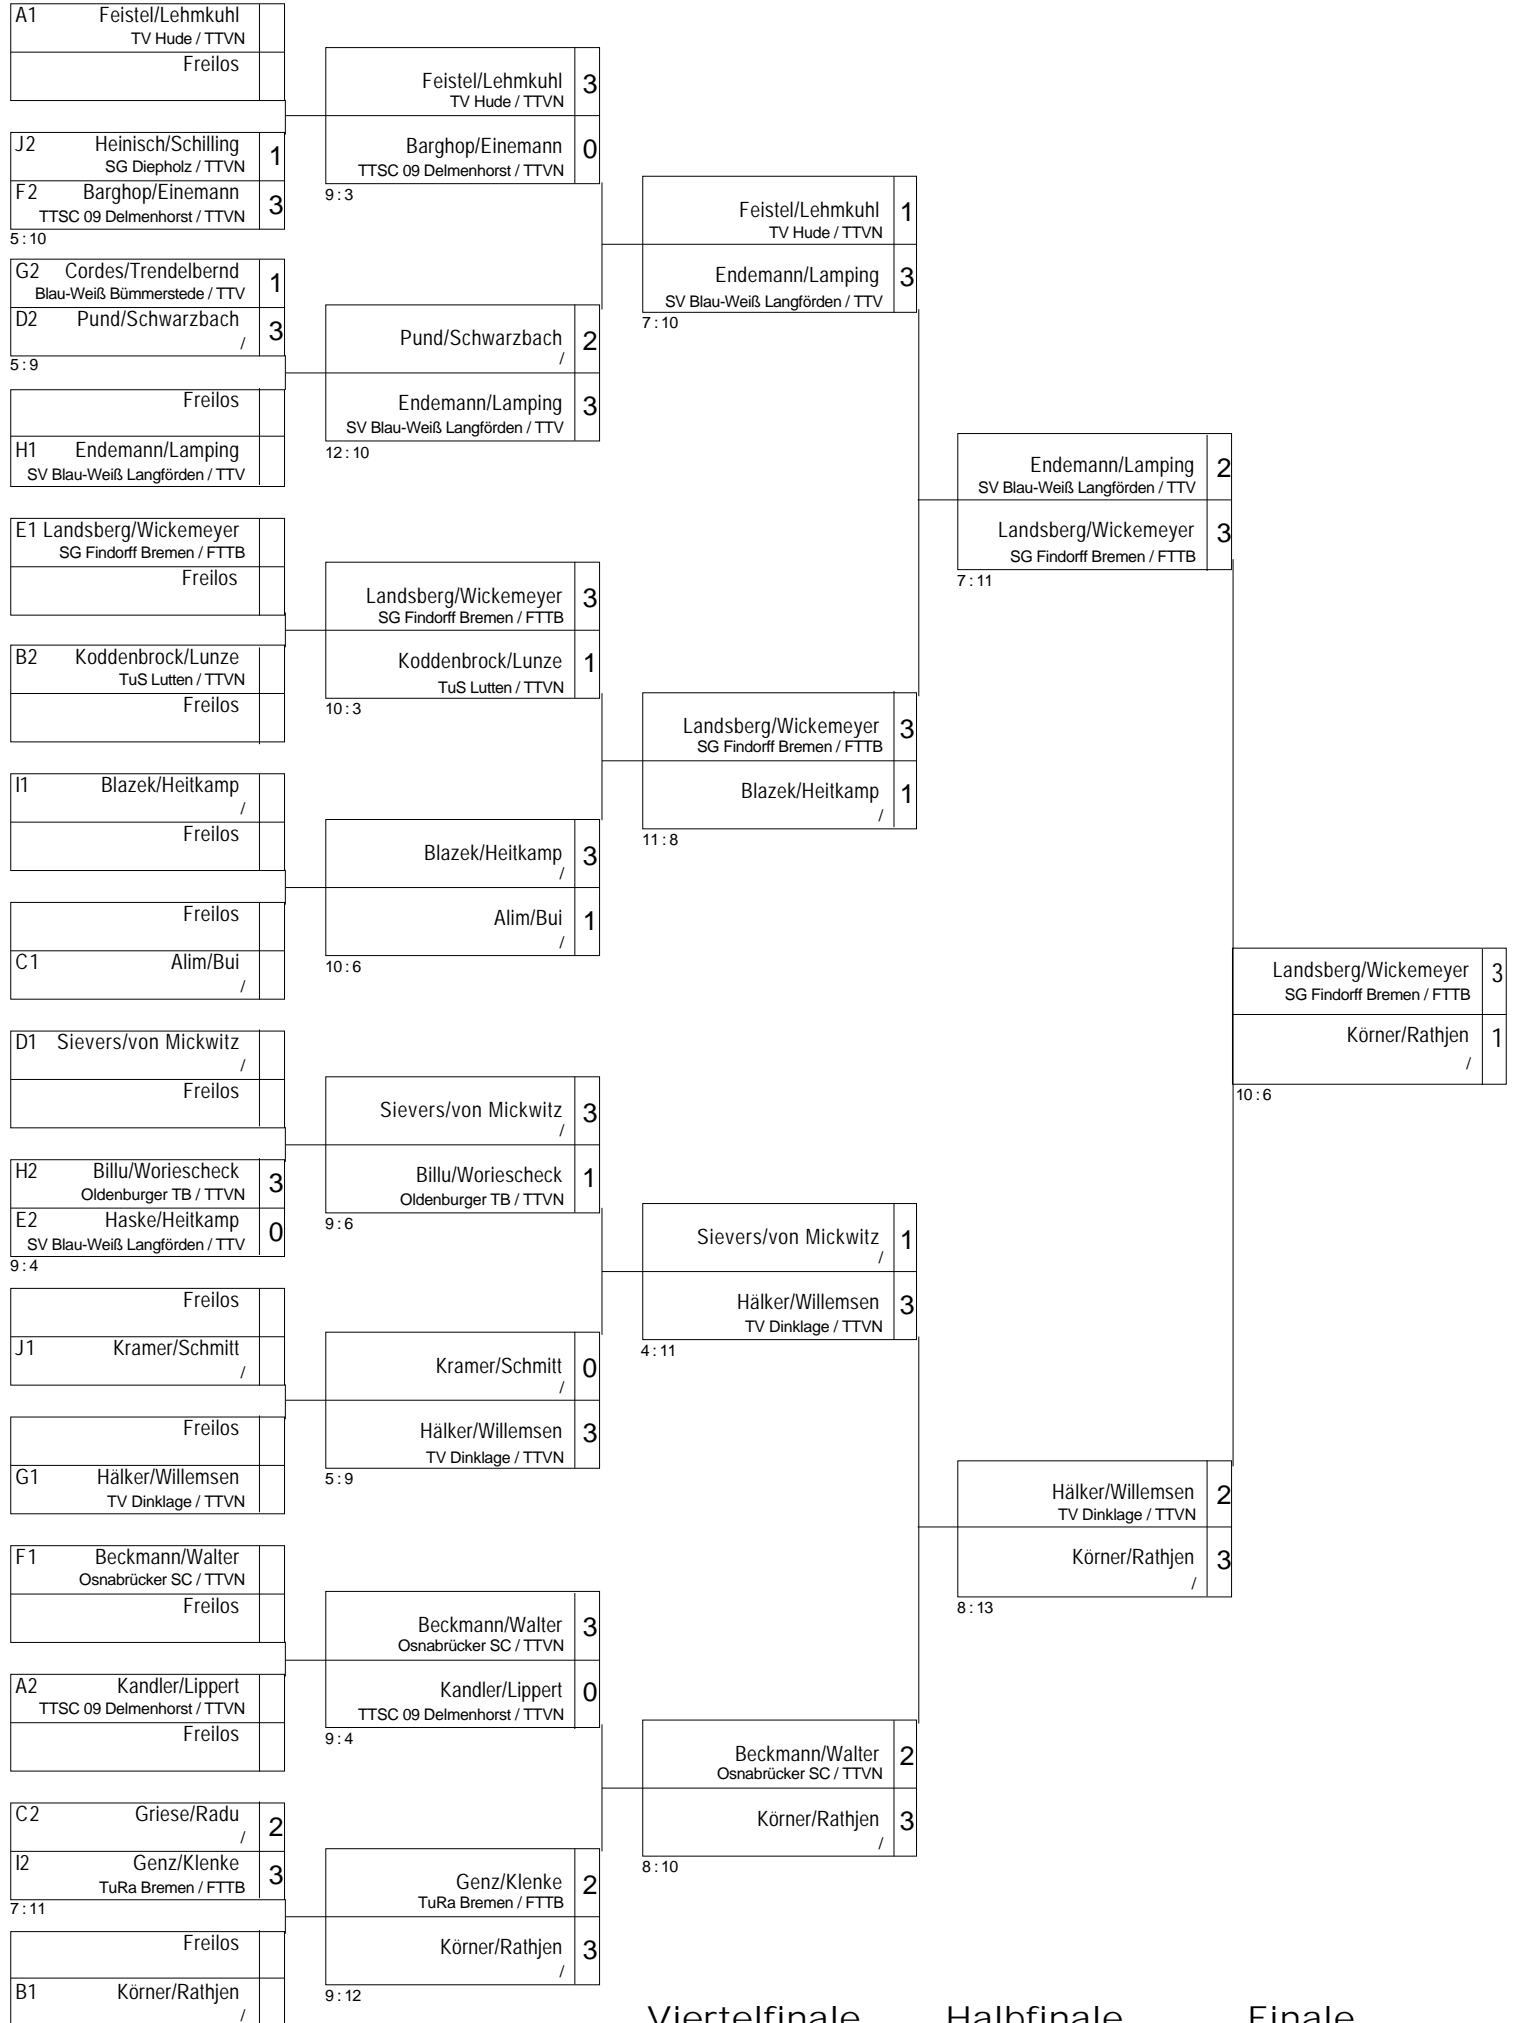 A1 Feistel/Lehmkuhl
TV Hude / TTVN
Freilos
J2 Heinisch/Schilling 1
SG Diepholz / TTVN
F2 Barghop/Einemann 3
TTSC 09 Delmenhorst / TTVN
5 : 10
G2 Cordes/Trendelbernd 1
Blau-Weiß Bümmerstede / TTV
D2 Pund/Schwarzbach 3
/
5 : 9
Freilos
H1 Endemann/Lamping
SV Blau-Weiß Langförden / TTV
E1 Landsberg/Wickemeyer
SG Findorff Bremen / FTTB
Freilos
B2 Koddenbrock/Lunze
TuS Lutten / TTVN
Freilos
I1 Blazek/Heitkamp
/
Freilos
Freilos
C1 Alim/Bui
/
D1 Sievers/von Mickwitz
/
Freilos
H2 Billu/Woriescheck 3
Oldenburger TB / TTVN
E2 Haske/Heitkamp 0
SV Blau-Weiß Langförden / TTV
9 : 4
Freilos
J1 Kramer/Schmitt
/
Freilos
G1 Hälker/Willemsen
TV Dinklage / TTVN
F1 Beckmann/Walter
Osnabrücker SC / TTVN
Freilos
A2 Kandler/Lippert
TTSC 09 Delmenhorst / TTVN
Freilos
C2 Griese/Radu 2
/
I2 Genz/Klenke 3
TuRa Bremen / FTTB
7 : 11
Freilos
B1 Körner/Rathjen
/
Feistel/Lehmkuhl 3
TV Hude / TTVN
Barghop/Einemann 0
TTSC 09 Delmenhorst / TTVN
9 : 3
Pund/Schwarzbach 2
/
Endemann/Lamping 3
SV Blau-Weiß Langförden / TTV
12 : 10
Landsberg/Wickemeyer 3
SG Findorff Bremen / FTTB
Koddenbrock/Lunze 1
TuS Lutten / TTVN
10 : 3
Blazek/Heitkamp 3
/
Alim/Bui 1
/
10 : 6
Sievers/von Mickwitz 3
/
Billu/Woriescheck 1
Oldenburger TB / TTVN
9 : 6
Kramer/Schmitt 0
/
Hälker/Willemsen 3
TV Dinklage / TTVN
5 : 9
Beckmann/Walter 3
Osnabrücker SC / TTVN
Kandler/Lippert 0
TTSC 09 Delmenhorst / TTVN
9 : 4
Genz/Klenke 2
TuRa Bremen / FTTB
Körner/Rathjen 3
/
9 : 12
Feistel/Lehmkuhl 1
TV Hude / TTVN
Endemann/Lamping 3
SV Blau-Weiß Langförden / TTV
7 : 10
Landsberg/Wickemeyer 3
SG Findorff Bremen / FTTB
Blazek/Heitkamp 1
/
11 : 8
Sievers/von Mickwitz 1
/
Hälker/Willemsen 3
TV Dinklage / TTVN
4 : 11
Beckmann/Walter 2
Osnabrücker SC / TTVN
Körner/Rathjen 3
/
8 : 10
Endemann/Lamping 2
SV Blau-Weiß Langförden / TTV
Landsberg/Wickemeyer 3
SG Findorff Bremen / FTTB
7 : 11
Hälker/Willemsen 2
TV Dinklage / TTVN
Körner/Rathjen 3
/
8 : 13
Landsberg/Wickemeyer 3
SG Findorff Bremen / FTTB
Körner/Rathjen 1
/
10 : 6
Viertelfinale Halbfinale Finale